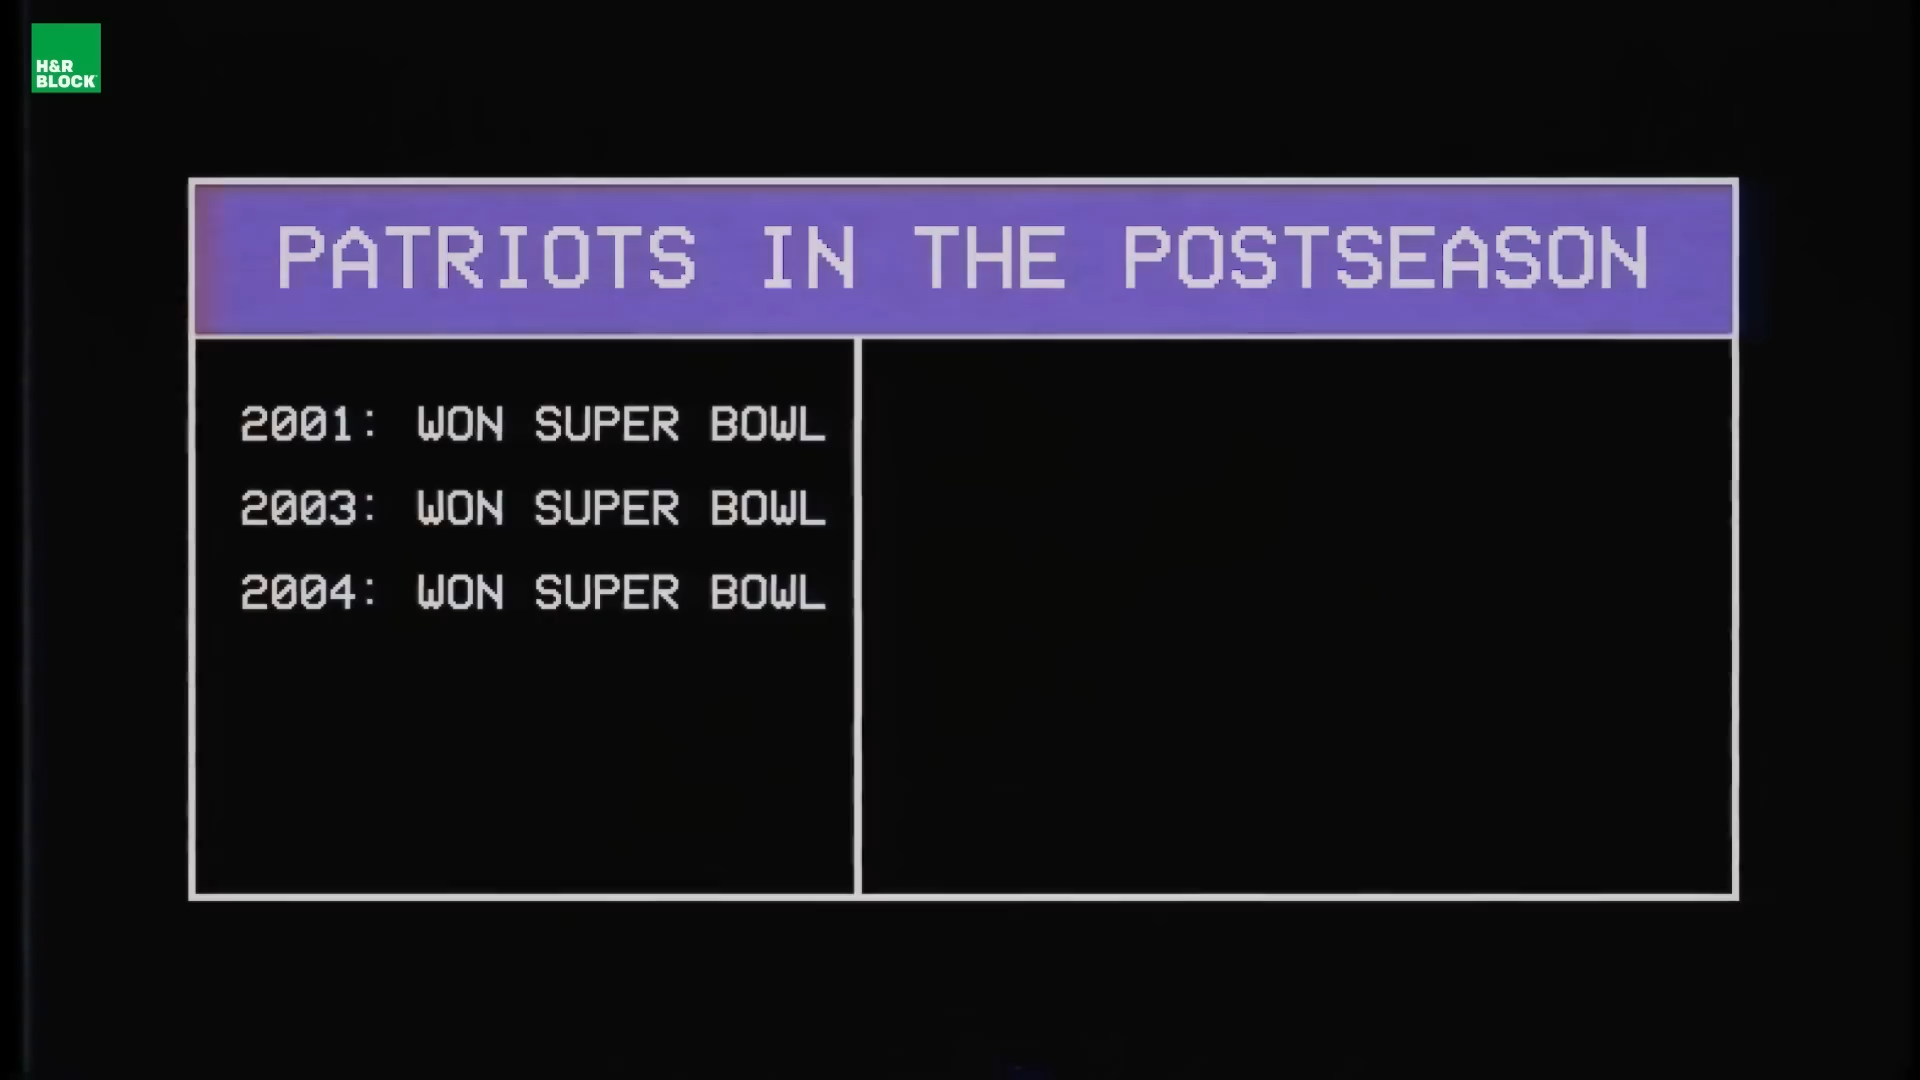 H&R
BLOCK
PATRIOTS IN THE POSTSEASON
2001: WON SUPER BOWL
2003: WON SUPER BOWL
2004: WON SUPER BOWL